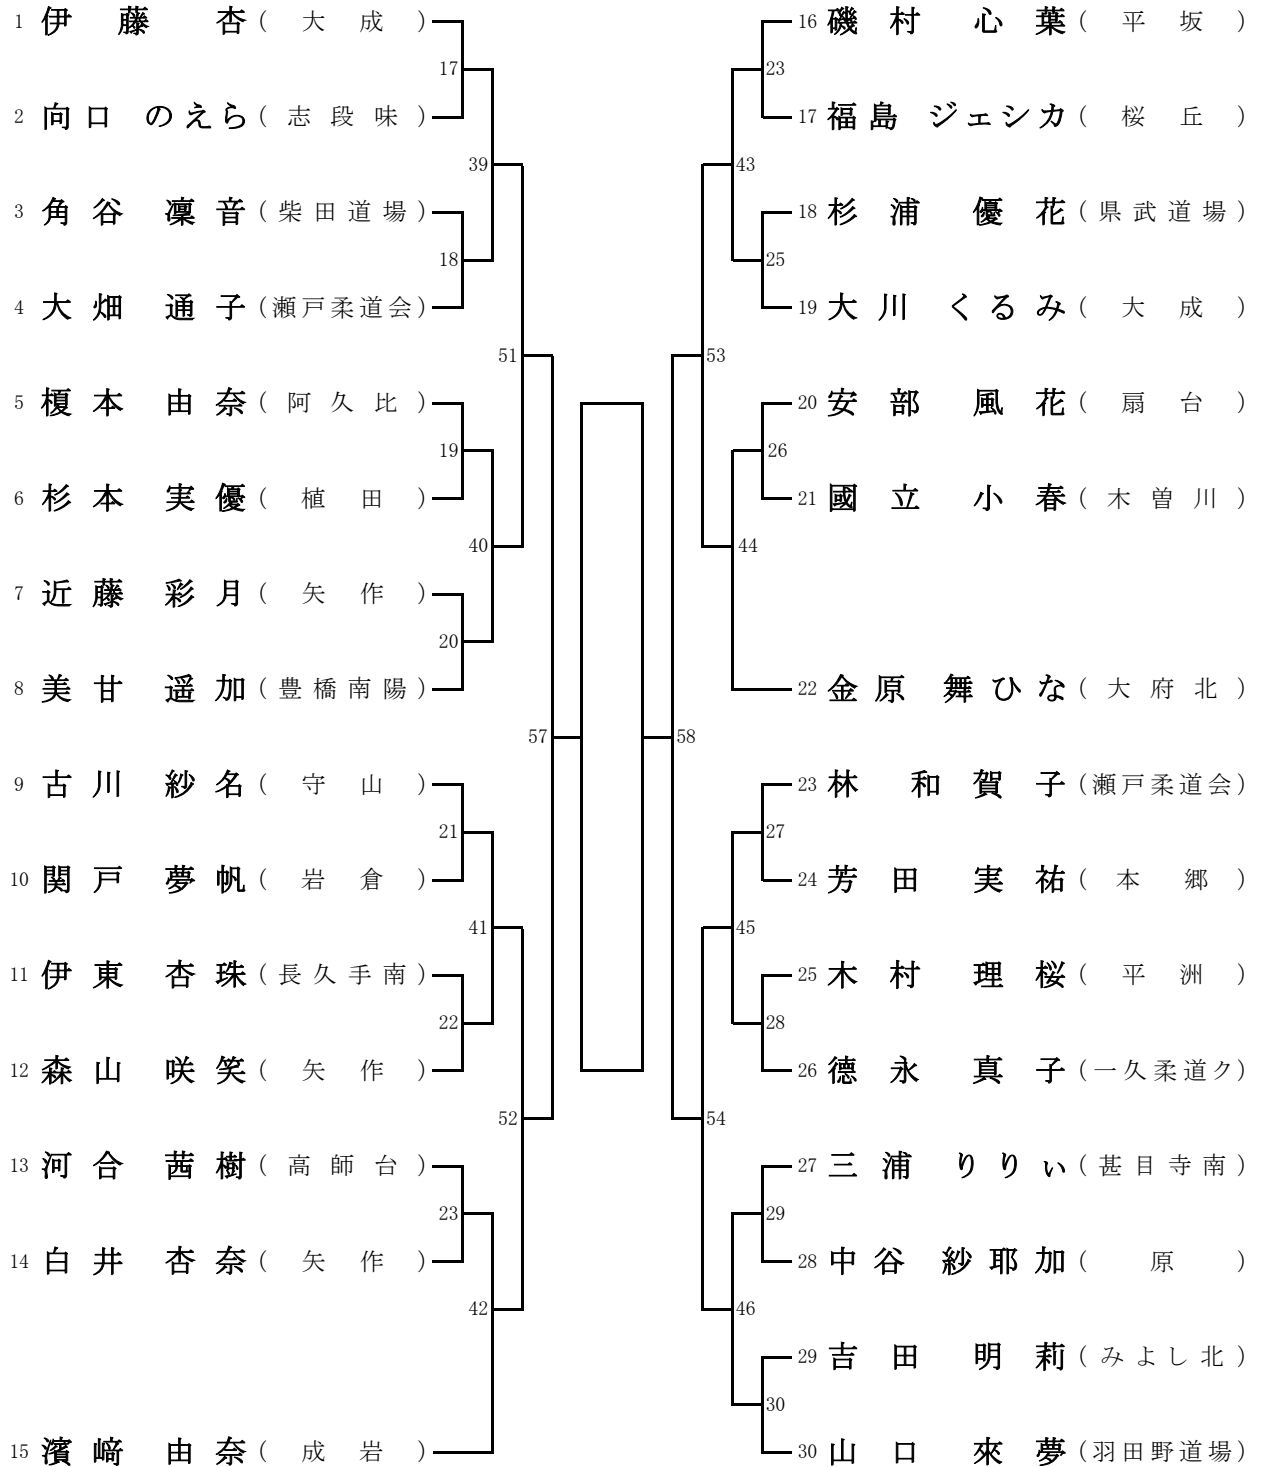 1 伊藤 杏 (大成)
17
2 向口 のえら (志段味)
39
3 角谷 凜音 (柴田道場)
18
4 大畑 通子 (瀬戸柔道会)
51
5 榎本 由奈 (阿久比)
19
6 杉本 実優 (植田)
40
7 近藤 彩月 (矢作)
20
8 美甘 遥加 (豊橋南陽)
57
9 古川 紗名 (守山)
21
10 関戸 夢帆 (岩倉)
41
11 伊東 杏珠 (長久手南)
22
12 森山 咲笑 (矢作)
52
13 河合 茜樹 (高師台)
23
14 白井 杏奈 (矢作)
42
15 濱﨑 由奈 (成岩)
16 磯村 心葉 (平坂)
23
17 福島 ジェシカ (桜丘)
43
18 杉浦 優花 (県武道場)
25
19 大川 くるみ (大成)
53
20 安部 風花 (扇台)
26
21 國立 小春 (木曽川)
44
22 金原 舞ひな (大府北)
58
23 林 和賀子 (瀬戸柔道会)
27
24 芳田 実祐 (本郷)
45
25 木村 理桜 (平洲)
28
26 德永 真子 (一久柔道ク)
54
27 三浦 りりぃ (甚目寺南)
29
28 中谷 紗耶加 (原)
46
29 吉田 明莉 (みよし北)
30
30 山口 來夢 (羽田野道場)